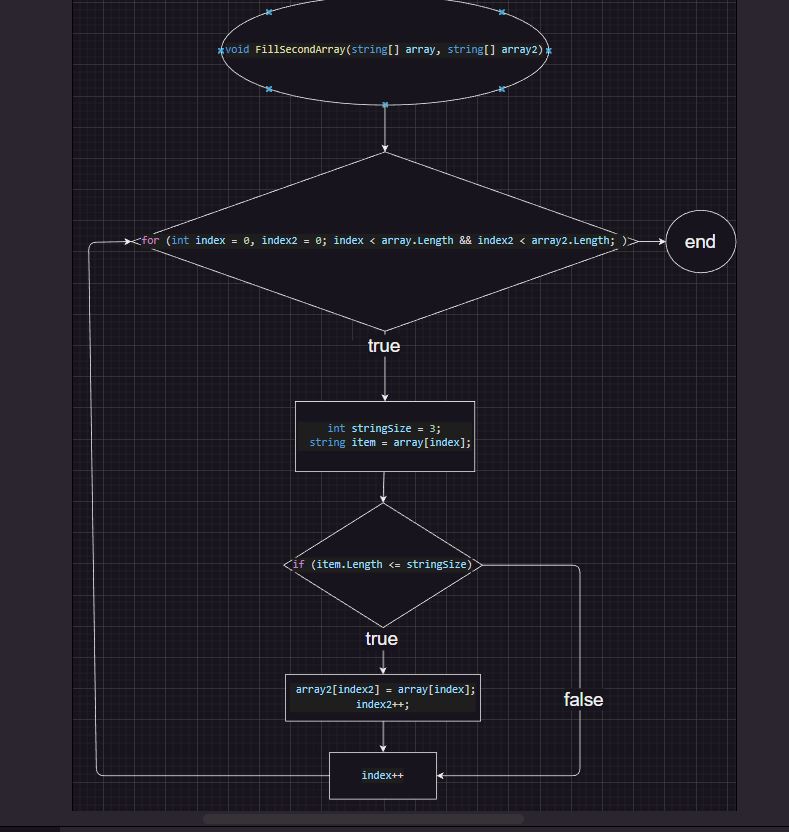 void FillSecondArray(string[] array, string[] array2)
for (int index = 0, index2 = 0; index < array.Length && index2 < array2.Length; )
end
true
int stringSize = 3;
string item = array[index];
if (item.Length <= stringSize)
true
array2[index2] = array[index];
index2++;
false
index++